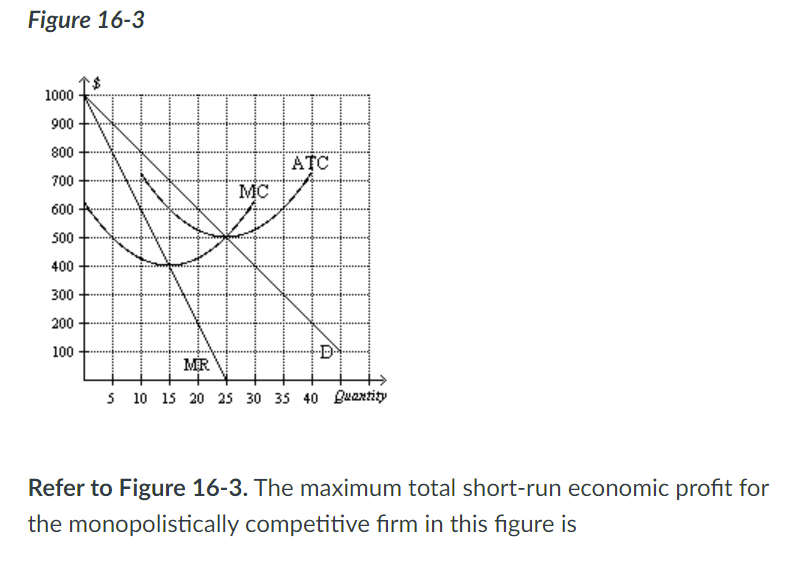 Figure 16-3
$
1000
900
800
ATC
700
MC
600
500
400
300
200
100
D
MR
5 10 15 20 25 30 35 40 Quantity
Refer to Figure 16-3. The maximum total short-run economic profit for
the monopolistically competitive firm in this figure is